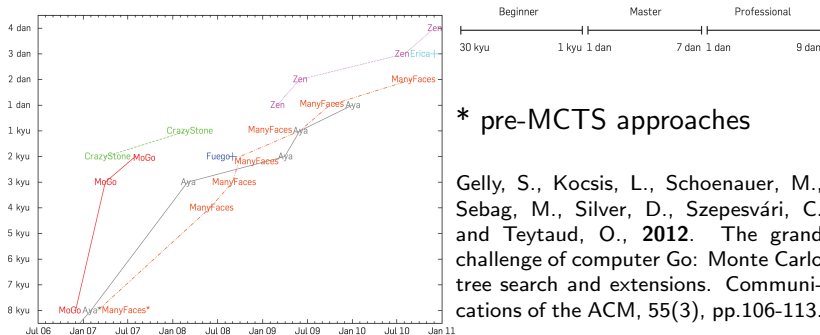 4 dan
3 dan
2 dan
1 dan
1 kyu
2 kyu
3 kyu
4 kyu
5 kyu
6 kyu
7 kyu
8 kyu
Jul 06 Jan 07 Jul 07 Jan 08 Jul 08 Jan 09 Jul 09 Jan 10 Jul 10 Jan 11
Zen
Zen Erica
Zen ManyFaces
Zen ManyFaces Aya
CrazyStone ManyFaces Aya
CrazyStone MoGo Fuego ManyFaces Aya
MoGo Aya ManyFaces
ManyFaces
MoGo Aya *ManyFaces*
Beginner Master Professional
30 kyu 1 kyu 1 dan 7 dan 1 dan 9 dan
* pre-MCTS approaches
Gelly, S., Kocsis, L., Schoenauer, M.,
Sebag, M., Silver, D., Szepesvári, C.
and Teytaud, O., 2012. The grand
challenge of computer Go: Monte Carlo
tree search and extensions. Communi-
cations of the ACM, 55(3), pp.106-113.